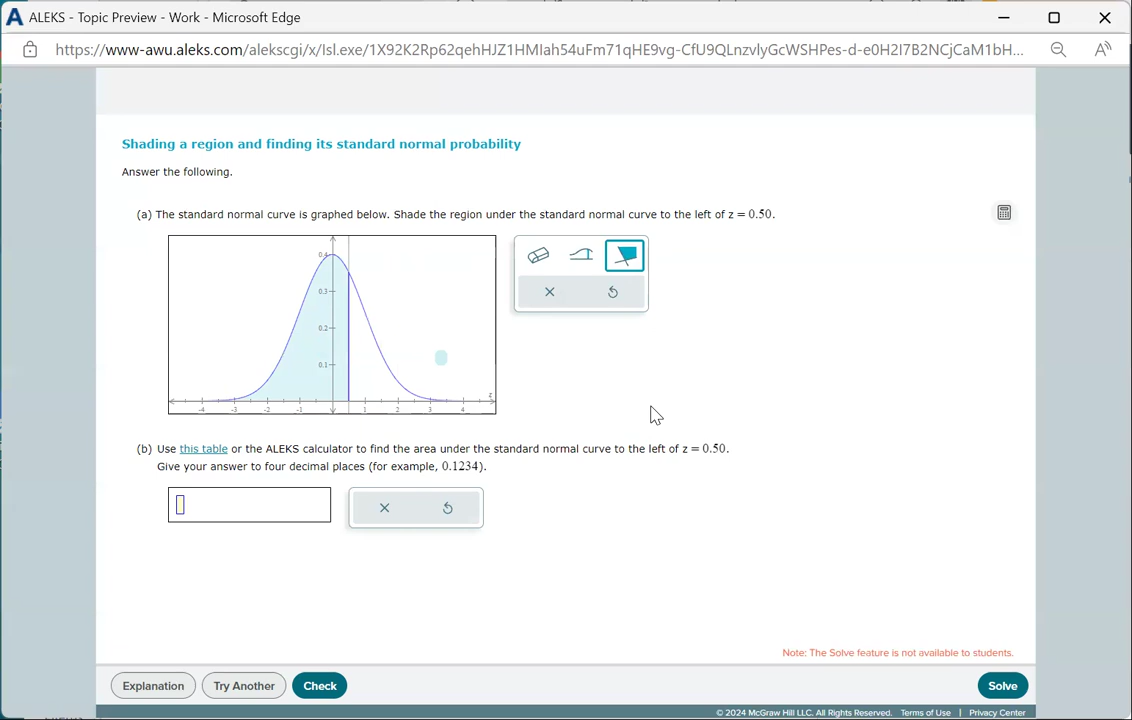 ALEKS - Topic Preview - Work - Microsoft Edge
https://www-awu.aleks.com/alekscgi/x/Isl.exe/1X92K2Rp62qehHJZ1HMIah54uFm71qHE9vg-CfU9QLnzvlyGcWSHPes-d-e0H2I7B2NCjCaM1bH...
Shading a region and finding its standard normal probability
Answer the following.
(a) The standard normal curve is graphed below. Shade the region under the standard normal curve to the left of z = 0.50.
0.4
0.3
0.2
0.1
z
-4 -3 -2 -1 1 2 3 4
(b) Use this table or the ALEKS calculator to find the area under the standard normal curve to the left of z = 0.50.
Give your answer to four decimal places (for example, 0.1234).
Note: The Solve feature is not available to students.
Explanation Try Another Check Solve
© 2024 McGraw Hill LLC. All Rights Reserved. Terms of Use | Privacy Center